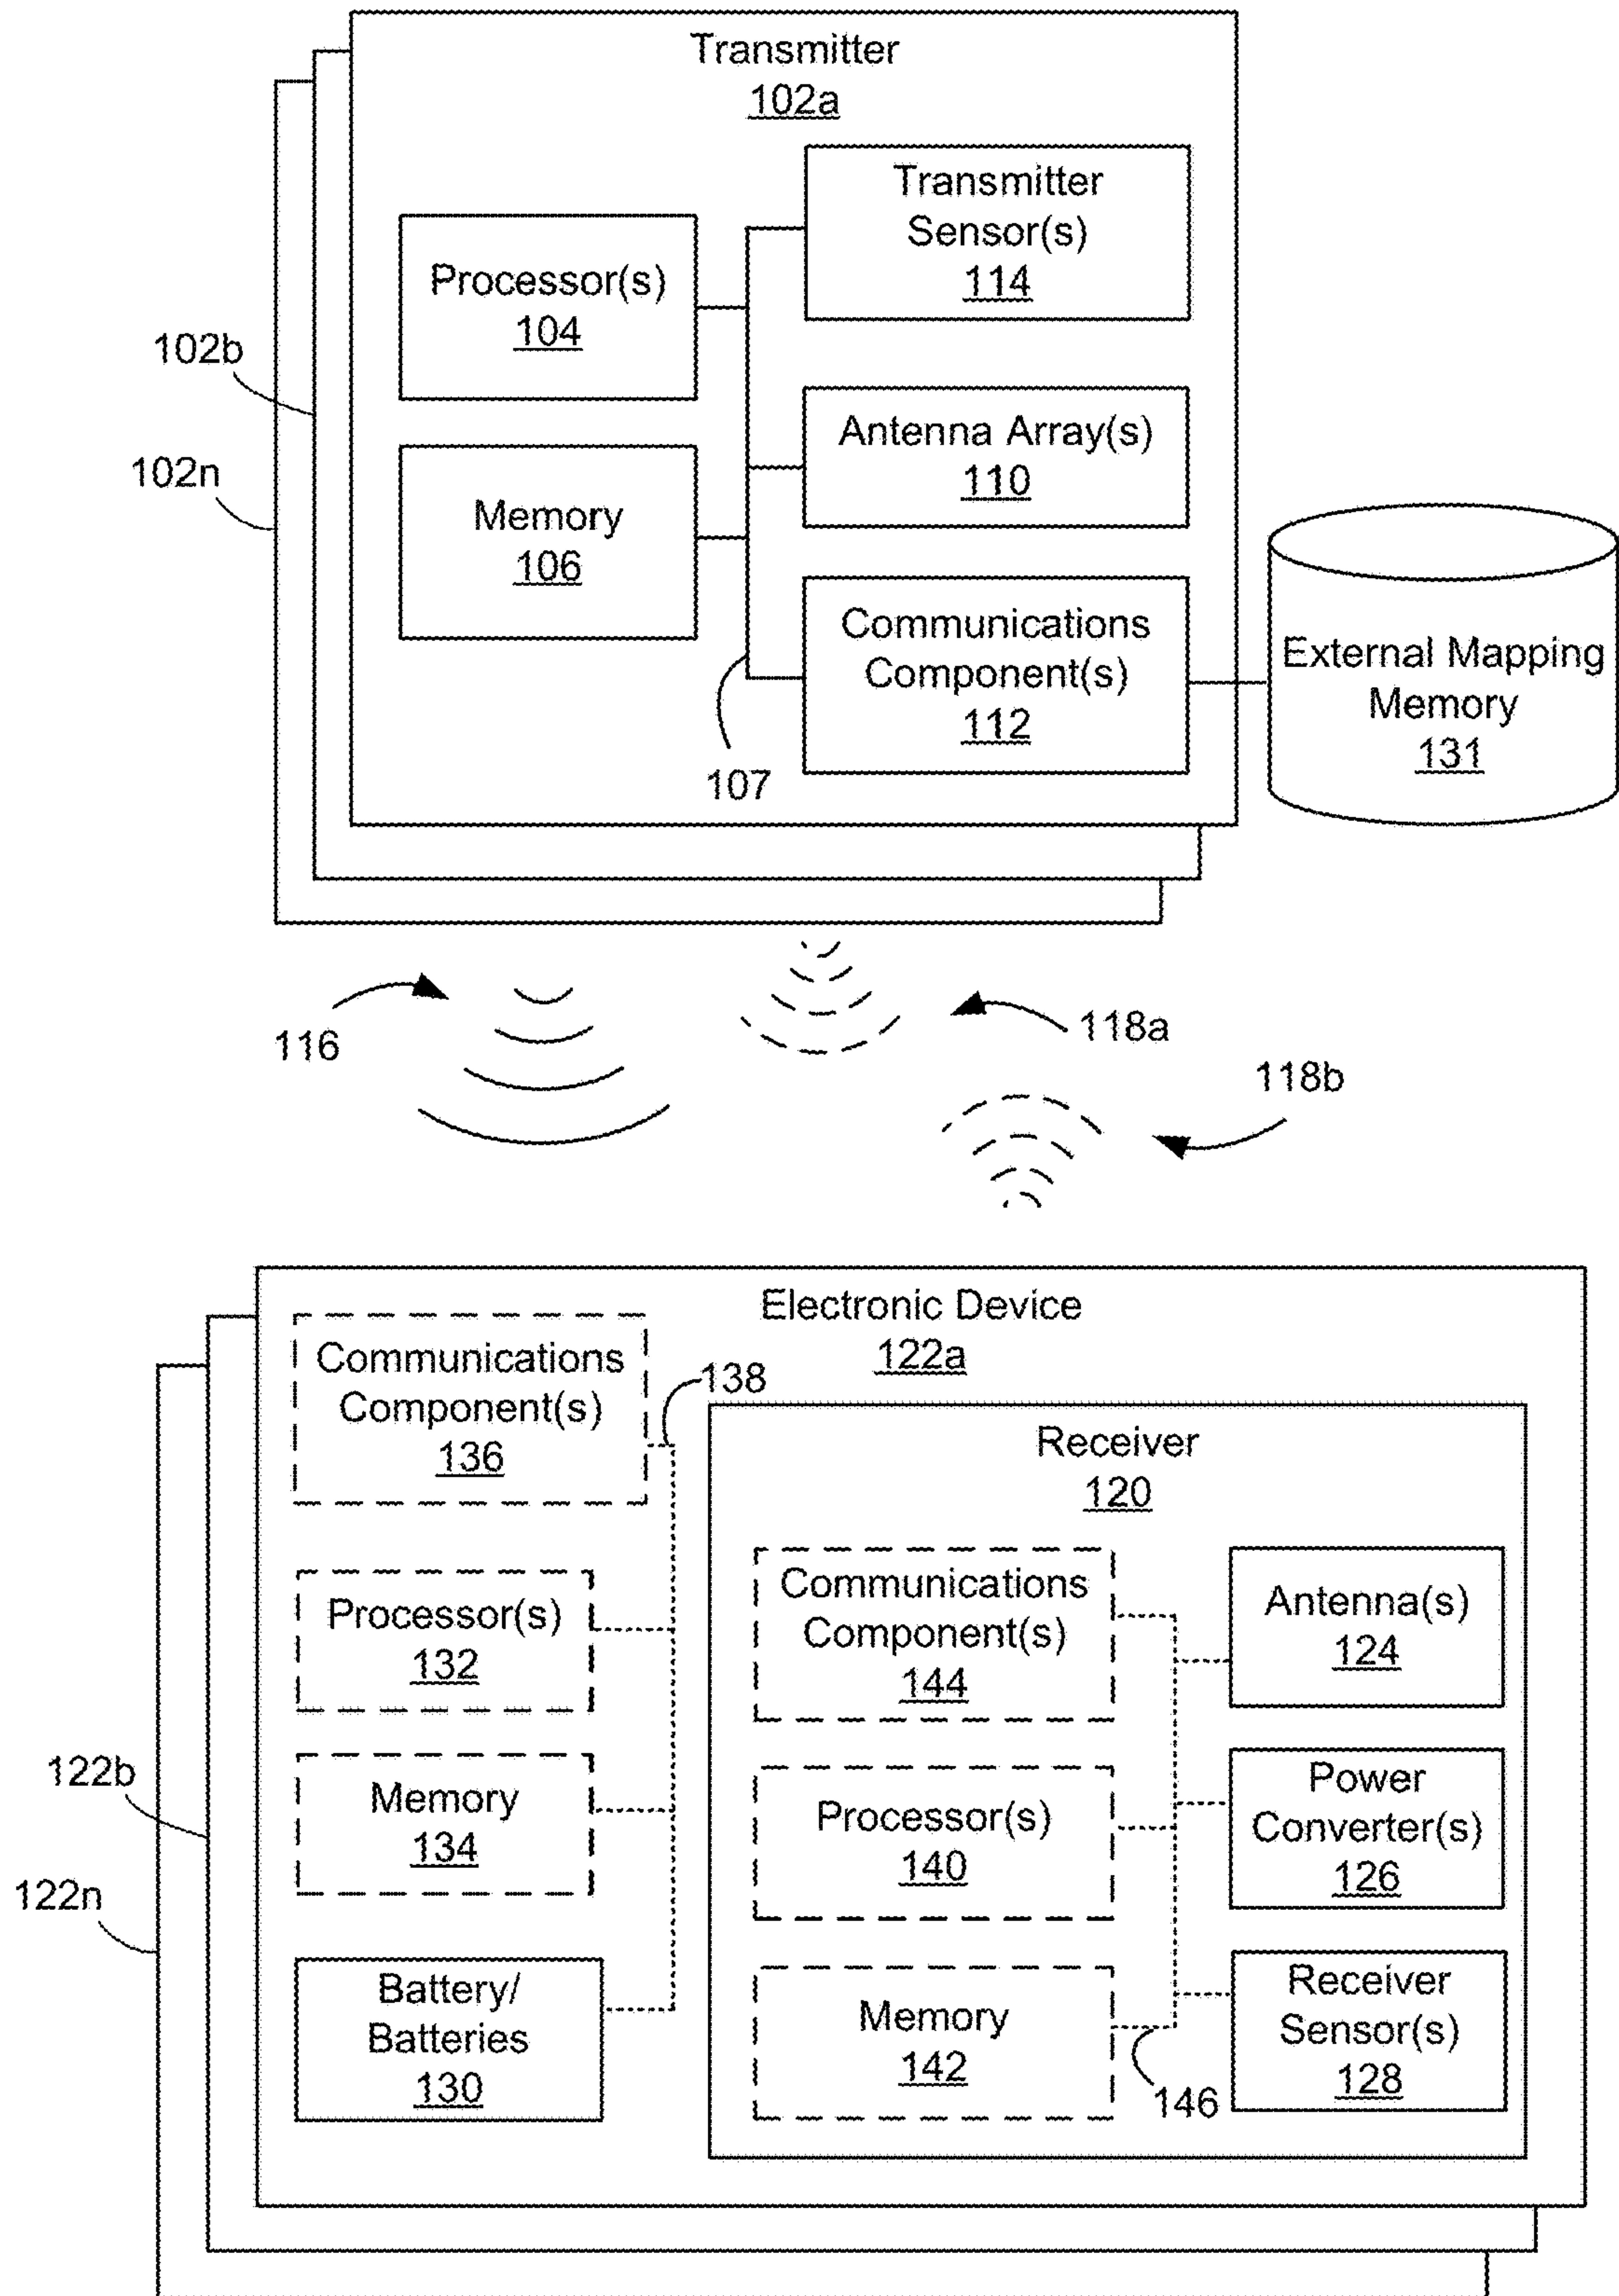 Transmitter
102a
Transmitter
Sensor(s)
114
Processor(s)
104
102b
Antenna Array(s)
110
102n
Memory
106
Communications
Component(s)
112
107
External Mapping
Memory
131
116
118a
118b
Electronic Device
122a
Communications
Component(s)
136
138
Receiver
120
Processor(s)
132
Communications
Component(s)
144
Antenna(s)
124
122b
Memory
134
Processor(s)
140
Power
Converter(s)
126
122n
Battery/
Batteries
130
Memory
142
146
Receiver
Sensor(s)
128